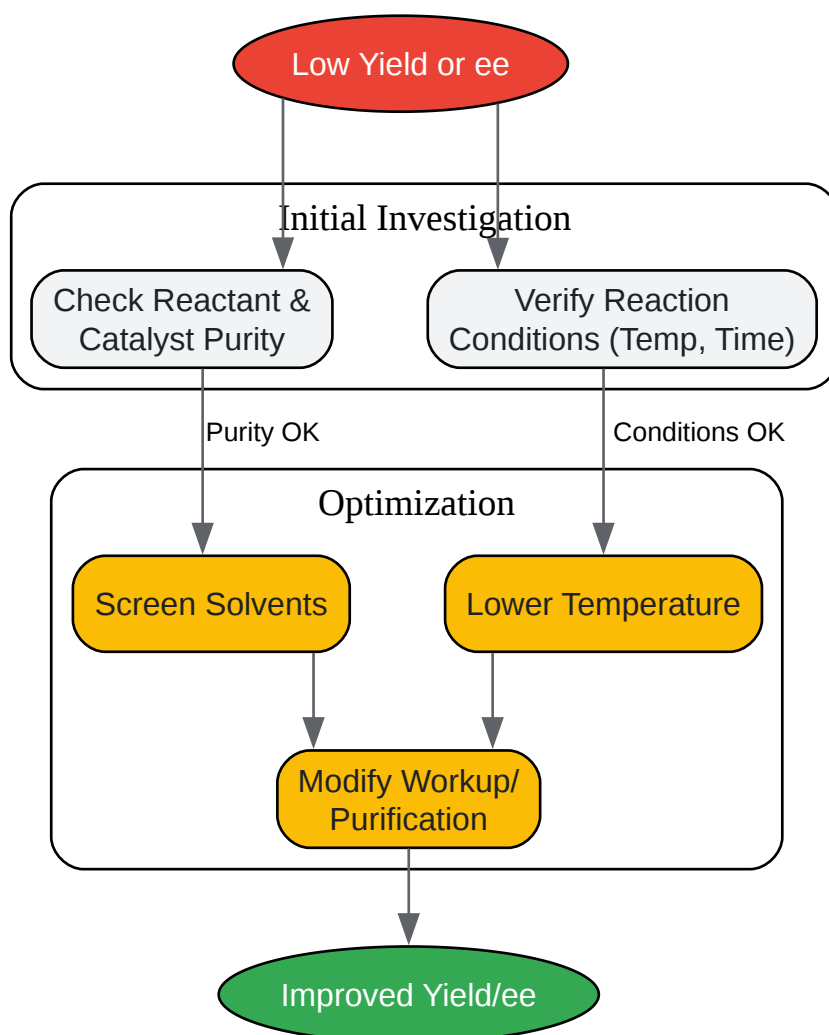 Low Yield or ee
Initial Investigation
Check Reactant &
Catalyst Purity
Verify Reaction
Conditions (Temp, Time)
Purity OK
Conditions OK
Optimization
Screen Solvents
Lower Temperature
Modify Workup/
Purification
Improved Yield/ee